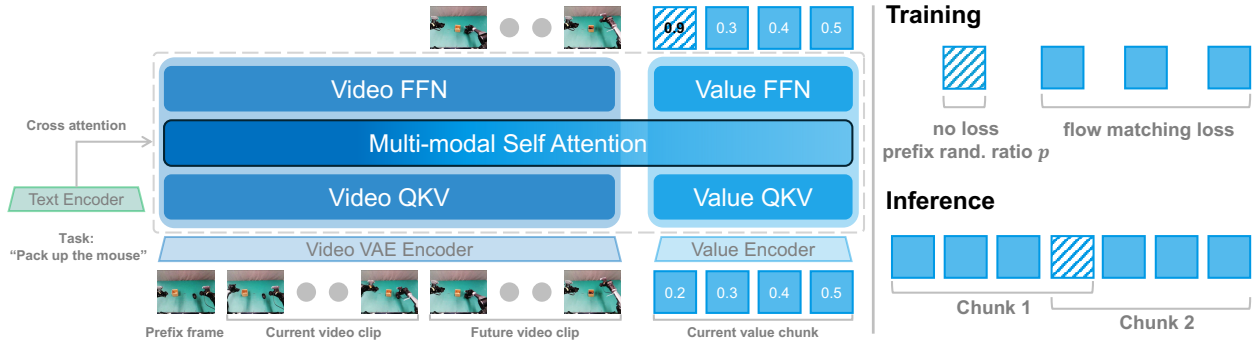 0.9 0.3 0.4 0.5
Video FFN
Value FFN
Cross attention
Multi-modal Self Attention
Text Encoder
Video QKV
Value QKV
Task:
"Pack up the mouse"
Video VAE Encoder
Value Encoder
0.2 0.3 0.4 0.5
Prefix frame
Current video clip
Future video clip
Current value chunk
Training
no loss
prefix rand. ratio p
flow matching loss
Inference
Chunk 1
Chunk 2